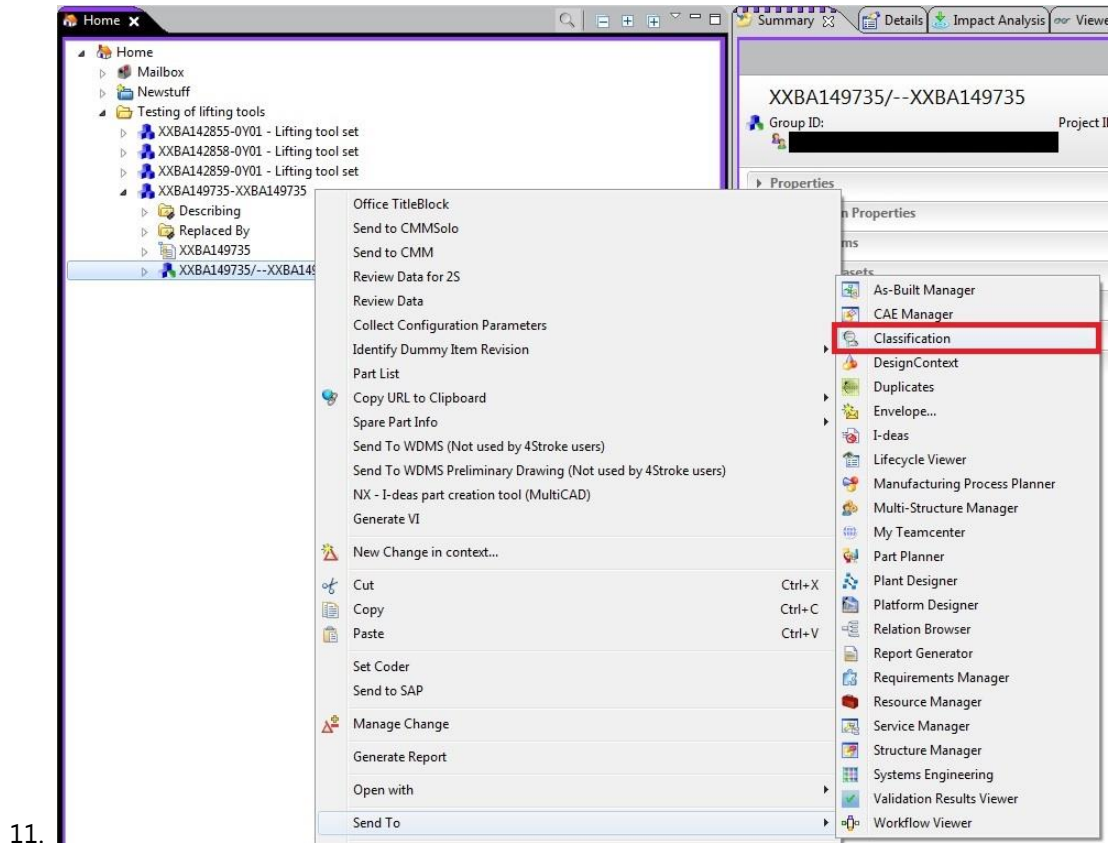 Home
Summary
Details
Impact Analysis
Home
Mailbox
Newstuff
Testing of lifting tools
XXBA142855-0Y01 - Lifting tool set
XXBA142858-0Y01 - Lifting tool set
XXBA142859-0Y01 - Lifting tool set
XXBA149735-XXBA149735
Describing
Replaced By
XXBA149735
XXBA149735/--XXBA149
XXBA149735/--XXBA149735
Group ID:
Project
Properties
n Properties
ms
asets
Office TitleBlock
Send to CMMSolo
Send to CMM
Review Data for 2S
Review Data
Collect Configuration Parameters
Identify Dummy Item Revision
Part List
Copy URL to Clipboard
Spare Part Info
Send To WDMS (Not used by 4Stroke users)
Send To WDMS Preliminary Drawing (Not used by 4Stroke users)
NX - I-deas part creation tool (MultiCAD)
Generate VI
New Change in context...
Cut Ctrl+X
Copy Ctrl+C
Paste Ctrl+V
Set Coder
Send to SAP
Manage Change
Generate Report
Open with
Send To
As-Built Manager
CAE Manager
Classification
DesignContext
Duplicates
Envelope...
I-deas
Lifecycle Viewer
Manufacturing Process Planner
Multi-Structure Manager
My Teamcenter
Part Planner
Plant Designer
Platform Designer
Relation Browser
Report Generator
Requirements Manager
Resource Manager
Service Manager
Structure Manager
Systems Engineering
Validation Results Viewer
Workflow Viewer
11.